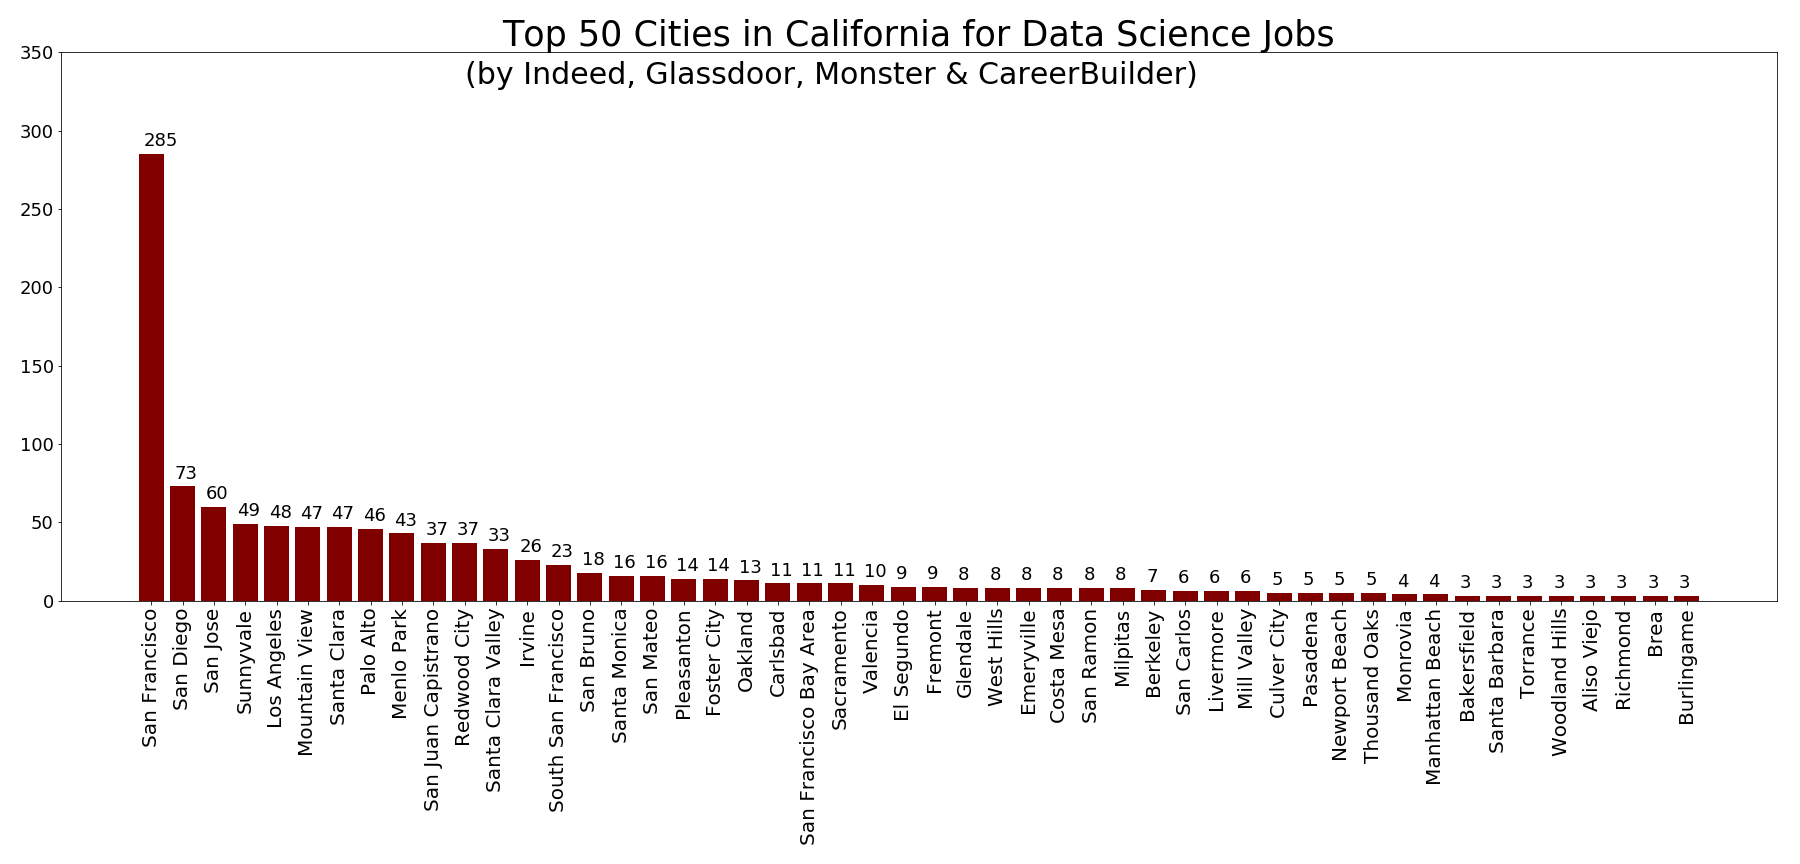 Top 50 Cities in California for Data Science Jobs
(by Indeed, Glassdoor, Monster & CareerBuilder)
350
300
250
200
150
100
50
0
285
73
60
49
48
47
47
46
43
37
37
33
26
23
18
16
16
14
14
13
11
11
11
10
9
9
8
8
8
8
8
8
7
6
6
6
5
5
5
5
4
4
3
3
3
3
3
3
3
3
San Francisco
San Diego
San Jose
Sunnyvale
Los Angeles
Mountain View
Santa Clara
Palo Alto
Menlo Park
San Juan Capistrano
Redwood City
Santa Clara Valley
Irvine
South San Francisco
San Bruno
Santa Monica
San Mateo
Pleasanton
Foster City
Oakland
Carlsbad
San Francisco Bay Area
Sacramento
Valencia
El Segundo
Fremont
Glendale
West Hills
Emeryville
Costa Mesa
San Ramon
Milpitas
Berkeley
San Carlos
Livermore
Mill Valley
Culver City
Pasadena
Newport Beach
Thousand Oaks
Monrovia
Manhattan Beach
Bakersfield
Santa Barbara
Torrance
Woodland Hills
Aliso Viejo
Richmond
Brea
Burlingame